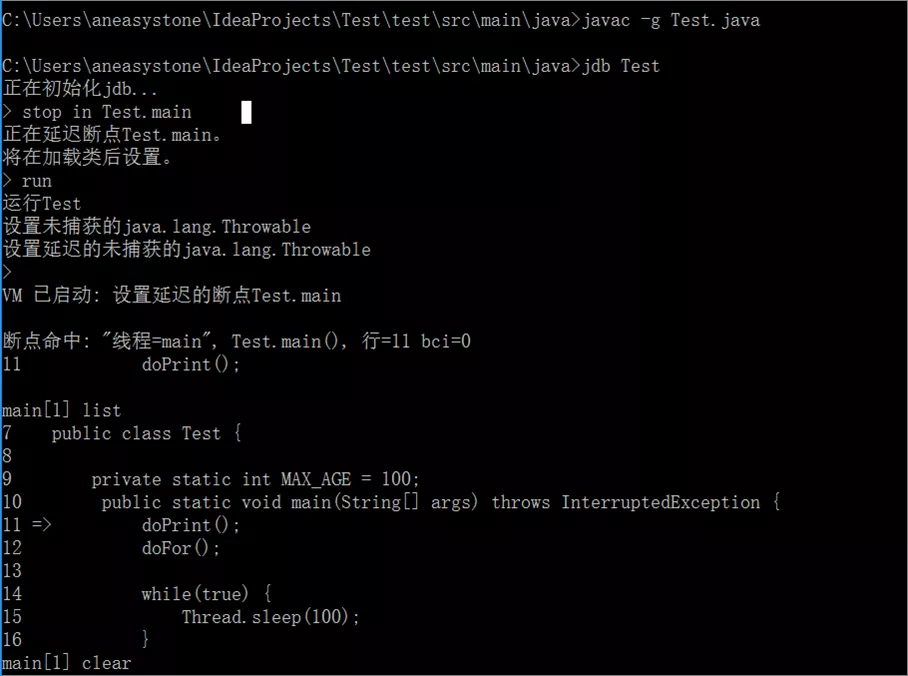 C:\Users\aneasystone\IdeaProjects\Test\test\src\main\java>javac -g Test.java
C:\Users\aneasystone\IdeaProjects\Test\test\src\main\java>jdb Test
正在初始化jdb...
> stop in Test.main
正在延迟断点Test.main。
将在加载类后设置。
> run
运行Test
设置未捕获的java.lang.Throwable
设置延迟的未捕获的java.lang.Throwable
>
VM 已启动: 设置延迟的断点Test.main
断点命中: "线程=main", Test.main(), 行=11 bci=0
11            doPrint();
main[1] list
7    public class Test {
8
9        private static int MAX_AGE = 100;
10        public static void main(String[] args) throws InterruptedException {
11 =>         doPrint();
12            doFor();
13
14            while(true) {
15                Thread.sleep(100);
16            }
main[1] clear